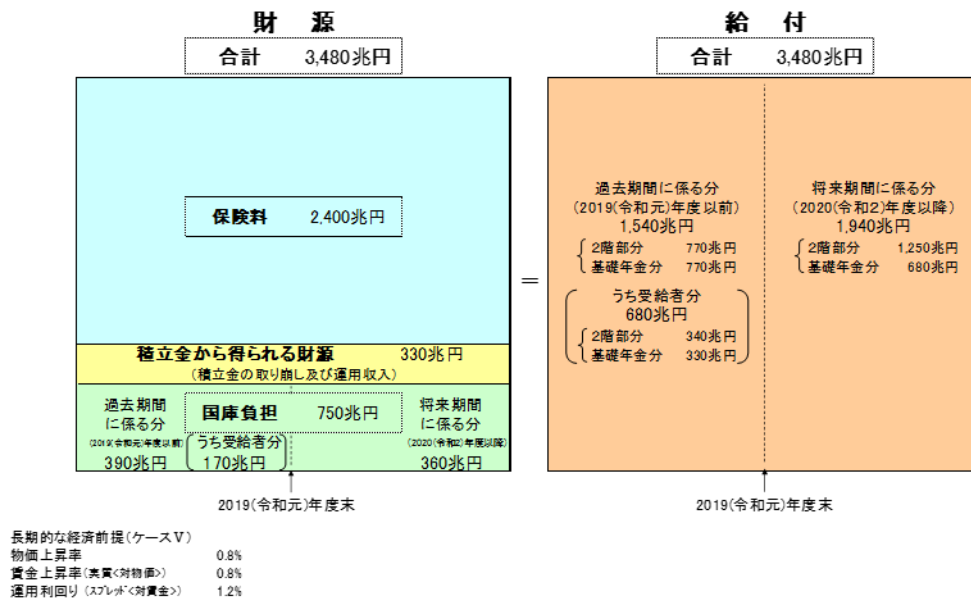 財 源
合計 3,480兆円
保険料 2,400兆円
積立金から得られる財源 330兆円
(積立金の取り崩し及び運用収入)
過去期間
に係る分
(2019(令和元)年度以前)
390兆円
国庫負担 750兆円
うち受給者分
170兆円
将来期間
に係る分
(2020(令和2)年度以降)
360兆円
2019(令和元)年度末
=
給 付
合計 3,480兆円
過去期間に係る分
(2019(令和元)年度以前)
1,540兆円
2階部分 770兆円
基礎年金分 770兆円
うち受給者分
680兆円
2階部分 340兆円
基礎年金分 330兆円
将来期間に係る分
(2020(令和2)年度以降)
1,940兆円
2階部分 1,250兆円
基礎年金分 680兆円
2019(令和元)年度末
長期的な経済前提(ケースⅤ)
物価上昇率 0.8%
賃金上昇率(実質<対物価>) 0.8%
運用利回り(スプレッド<対賃金>) 1.2%